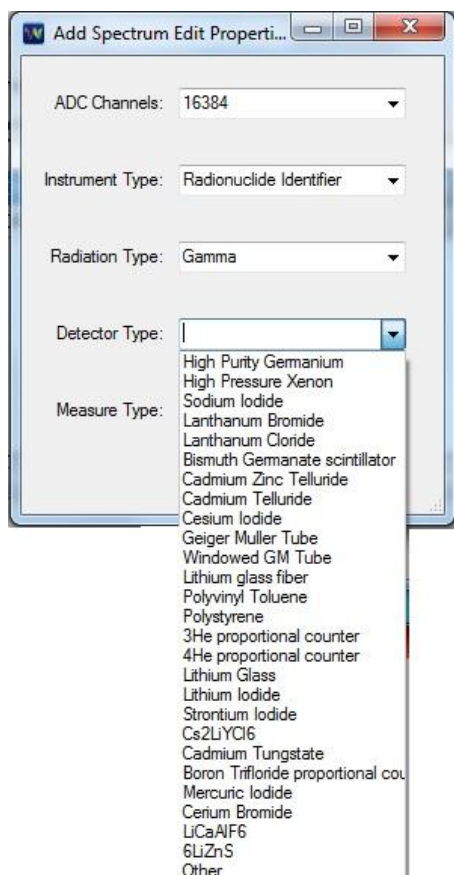 Add Spectrum Edit Properti...
ADC Channels: 16384
Instrument Type: Radionuclide Identifier
Radiation Type: Gamma
Detector Type:
High Purity Germanium
High Pressure Xenon
Sodium Iodide
Lanthanum Bromide
Measure Type:
Lanthanum Cloride
Bismuth Germanate scintillator
Cadmium Zinc Telluride
Cadmium Telluride
Cesium Iodide
Geiger Muller Tube
Windowed GM Tube
Lithium glass fiber
Polyvinyl Toluene
Polystyrene
3He proportional counter
4He proportional counter
Lithium Glass
Lithium Iodide
Strontium Iodide
Cs2LiYCl6
Cadmium Tungstate
Boron Trifloride proportional cou
Mercuric Iodide
Cerium Bromide
LiCaAlF6
6LiZnS
Other